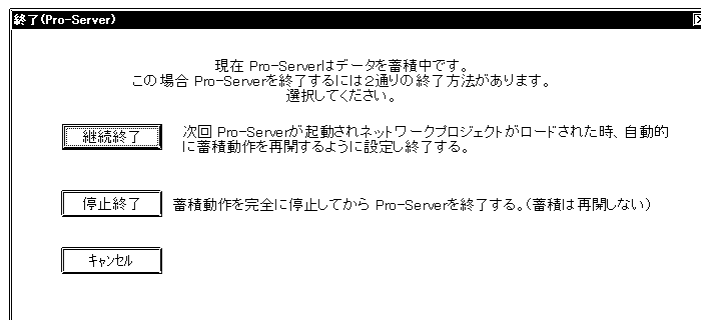 終了(Pro-Server)
現在 Pro-Serverはデータを蓄積中です。
この場合 Pro-Serverを終了するには２通りの終了方法があります。
選択してください。
継続終了
次回 Pro-Serverが起動されネットワークプロジェクトがロードされた時、自動的
に蓄積動作を再開するように設定し終了する。
停止終了
蓄積動作を完全に停止してから Pro-Serverを終了する。（蓄積は再開しない）
ｷｬﾝｾﾙ